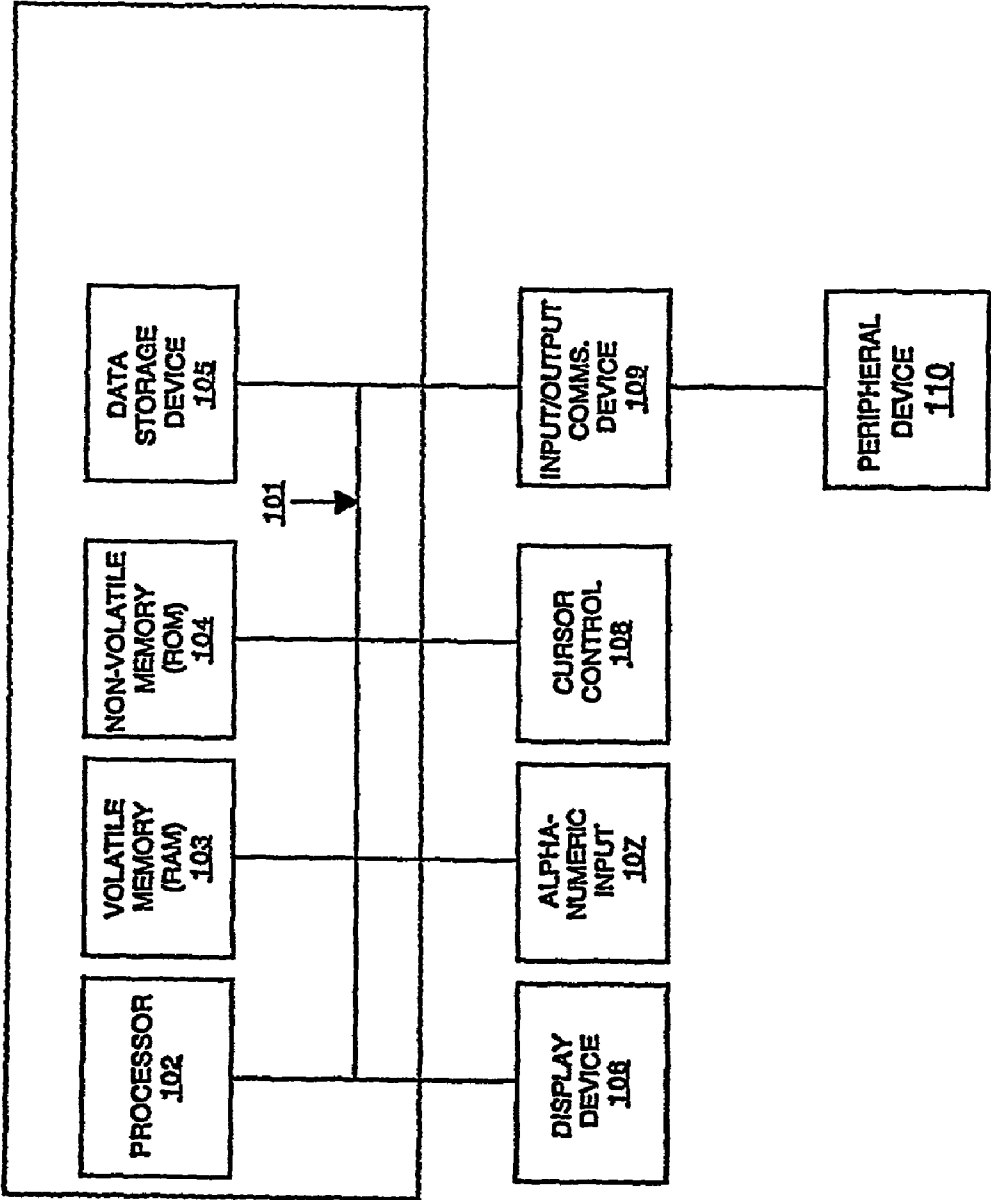 PROCESSOR
102
VOLATILE
MEMORY
(RAM)
103
NON-VOLATILE
MEMORY
(ROM)
104
DATA
STORAGE
DEVICE
105
101
DISPLAY
DEVICE
106
ALPHA-
NUMERIC
INPUT
107
CURSOR
CONTROL
108
INPUT/OUTPUT
COMMS.
DEVICE
109
PERIPHERAL
DEVICE
110